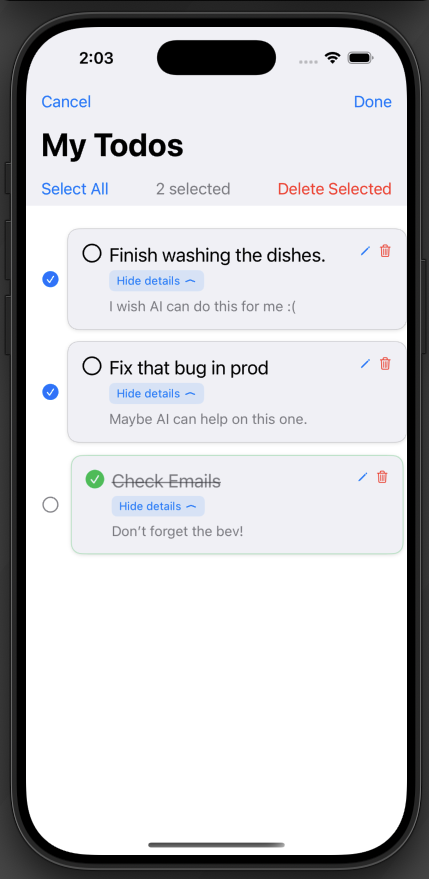 2:03
Cancel Done
My Todos
Select All 2 selected Delete Selected
Finish washing the dishes.
Hide details
I wish AI can do this for me :(
Fix that bug in prod
Hide details
Maybe AI can help on this one.
Check Emails
Hide details
Don’t forget the bev!